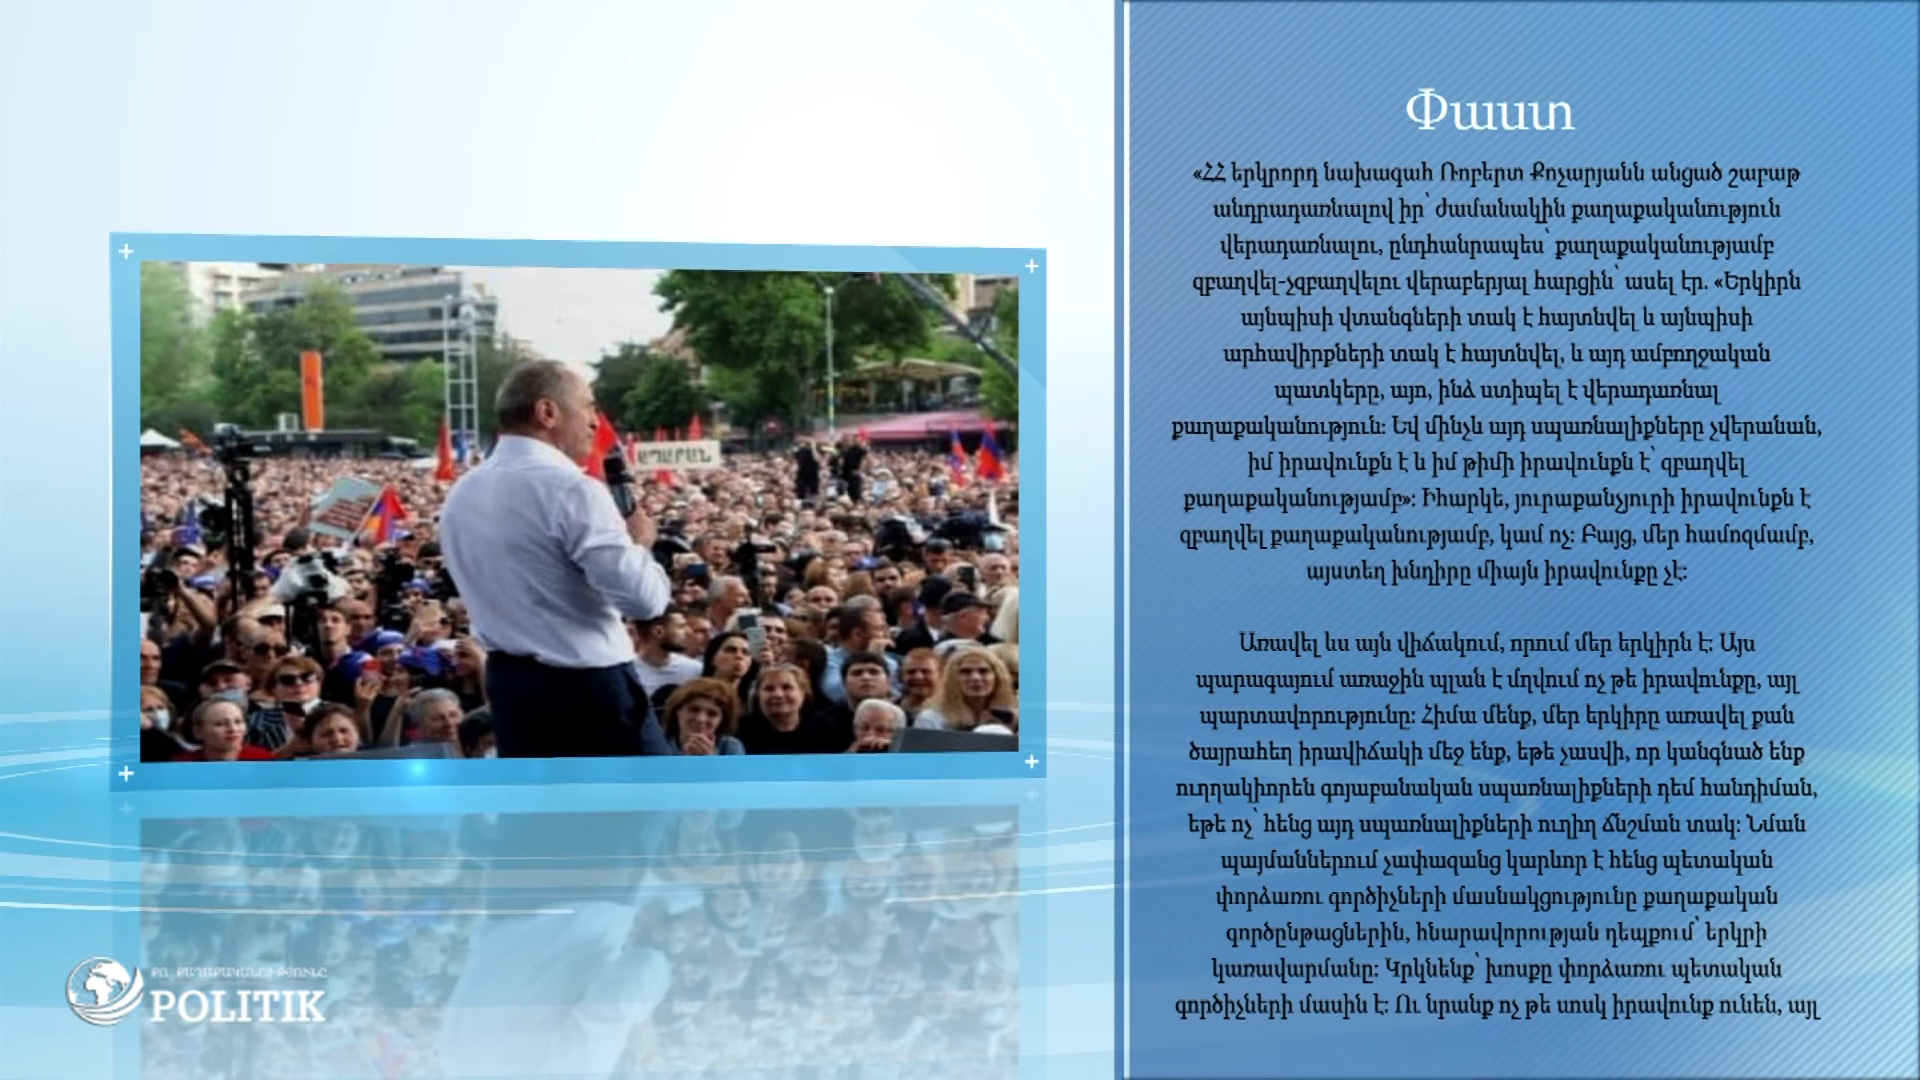 Փաստ
«ՀՀ երկրորդ նախագահ Ռոբերտ Քոչարյանն անցած շաբաթ
անդրադառնալով իր՝ ժամանակին քաղաքականություն
վերադառնալու, ընդհանրապես՝ քաղաքականությամբ
զբաղվել-չզբաղվելու վերաբերյալ հարցին՝ ասել էր. «Երկիրն
այնպիսի վտանգների տակ է հայտնվել և այնպիսի
արհավիրքների տակ է հայտնվել, և այդ ամբողջական
պատկերը, այո, ինձ ստիպել է վերադառնալ
քաղաքականություն: Եվ մինչև այդ սպառնալիքները չվերանան,
իմ իրավունքն է և իմ թիմի իրավունքն է՝ զբաղվել
քաղաքականությամբ»: Իհարկե, յուրաքանչյուրի իրավունքն է
զբաղվել քաղաքականությամբ, կամ ոչ: Բայց, մեր համոզմամբ,
այստեղ խնդիրը միայն իրավունքը չէ:
Առավել ևս այն վիճակում, որում մեր երկիրն է: Այս
պարագայում առաջին պլան է մղվում ոչ թե իրավունքը, այլ
պարտավորությունը: Հիմա մենք, մեր երկիրը առավել քան
ծայրահեղ իրավիճակի մեջ ենք, եթե չասվի, որ կանգնած ենք
ուղղակիորեն գոյաբանական սպառնալիքների դեմ հանդիման,
եթե ոչ՝ հենց այդ սպառնալիքների ուղիղ ճնշման տակ: Նման
պայմաններում չափազանց կարևոր է հենց պետական
փորձառու գործիչների մասնակցությունը քաղաքական
գործընթացներին, հնարավորության դեպքում՝ երկրի
կառավարմանը: Կրկնենք՝ խոսքը փորձառու պետական
գործիչների մասին է: Ու նրանք ոչ թե սոսկ իրավունք ունեն, այլ
ԱՊԱՐԱՆ
ՔՈ ՔԱՂԱՔԱԿԱՆՈՒԹՅՈՒՆԸ
POLITIK